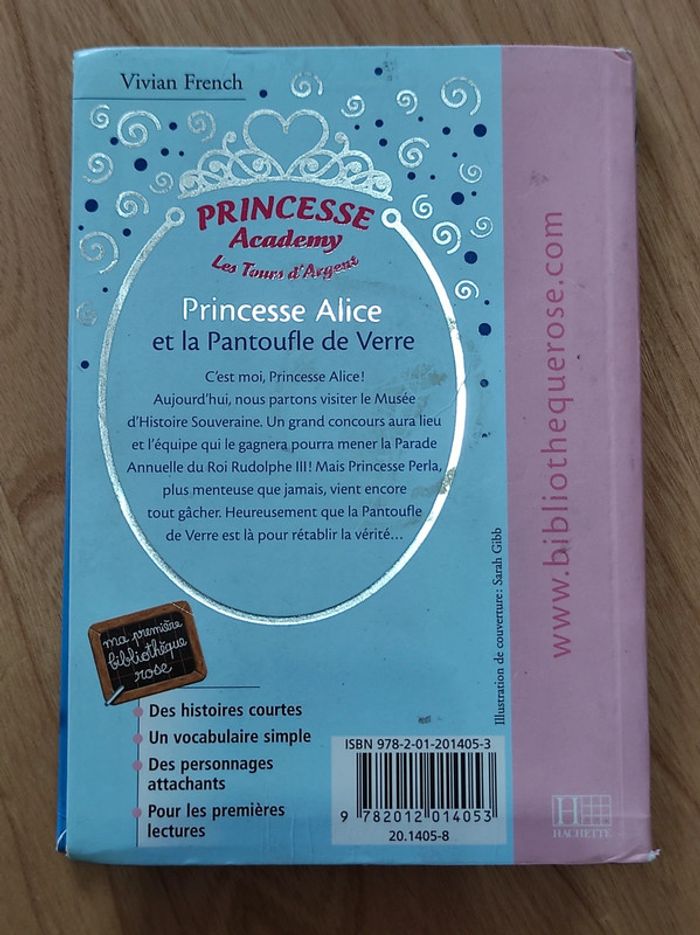 Vivian French
PRINCESSE
Academy
Les Tours d'Argent
Princesse Alice
et la Pantoufle de Verre
C'est moi, Princesse Alice !
Aujourd'hui, nous partons visiter le Musée
d'Histoire Souveraine. Un grand concours aura lieu
et l'équipe qui le gagnera pourra mener la Parade
Annuelle du Roi Rudolphe III ! Mais Princesse Perla,
plus menteuse que jamais, vient encore
tout gâcher. Heureusement que la Pantoufle
de Verre est là pour rétablir la vérité...
ma première
bibliothèque
rose
Des histoires courtes
Un vocabulaire simple
Des personnages
attachants
Pour les premières
lectures
Illustration de couverture : Sarah Gibb
ISBN 978-2-01-201405-3
9 782012 014053
20.1405-8
www.bibliothequerose.com
H
HACHETTE